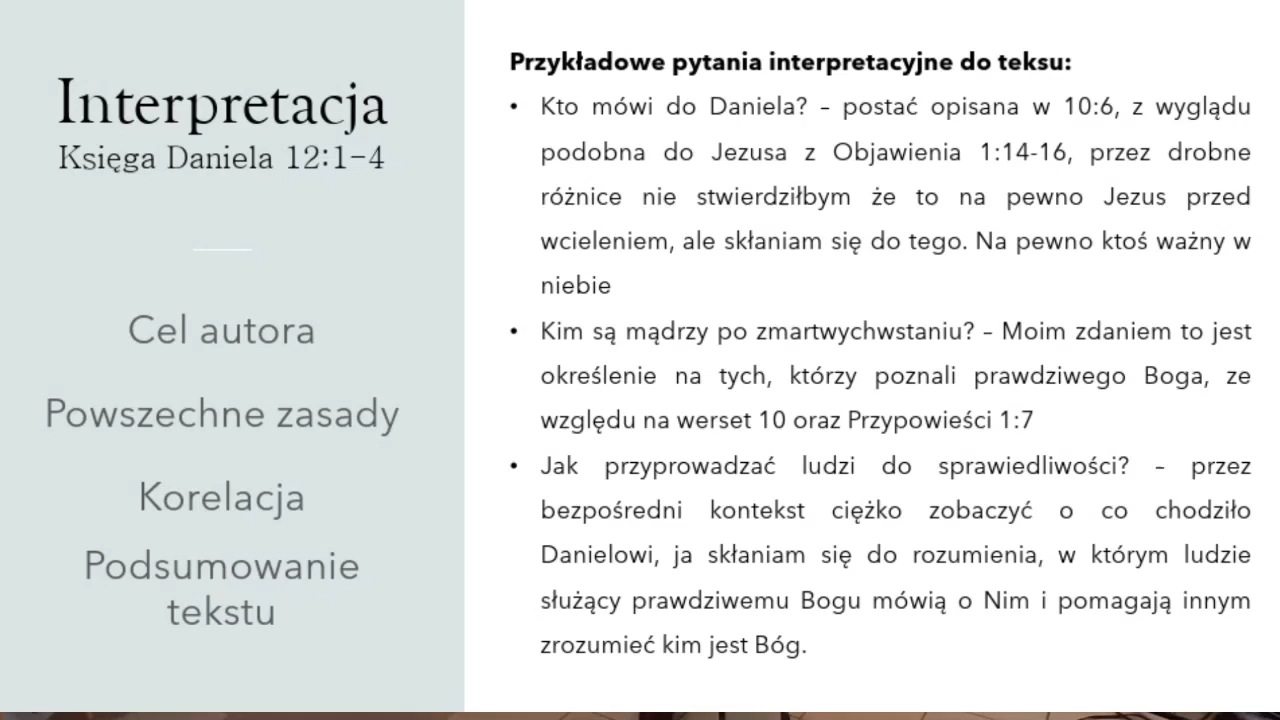 Interpretacja
Księga Daniela 12:1-4
Cel autora
Powszechne zasady
Korelacja
Podsumowanie
tekstu
Przykładowe pytania interpretacyjne do teksu:
• Kto mówi do Daniela? – postać opisana w 10:6, z wyglądu
podobna do Jezusa z Objawienia 1:14-16, przez drobne
różnice nie stwierdziłbym że to na pewno Jezus przed
wcieleniem, ale skłaniam się do tego. Na pewno ktoś ważny w
niebie
• Kim są mądrzy po zmartwychwstaniu? – Moim zdaniem to jest
określenie na tych, którzy poznali prawdziwego Boga, ze
względu na werset 10 oraz Przypowieści 1:7
• Jak przyprowadzać ludzi do sprawiedliwości? – przez
bezpośredni kontekst ciężko zobaczyć o co chodziło
Danielowi, ja skłaniam się do rozumienia, w którym ludzie
służący prawdziwemu Bogu mówią o Nim i pomagają innym
zrozumieć kim jest Bóg.